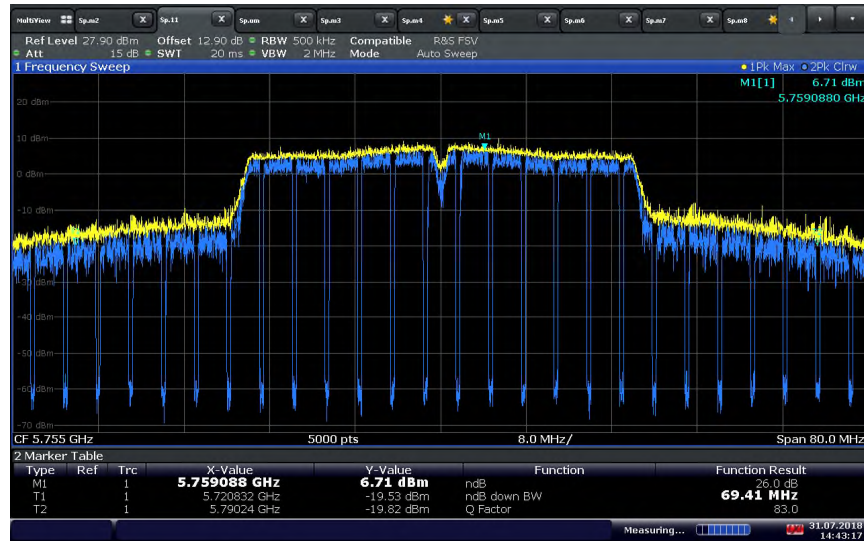 MultiView Sp.m2 X Sp.11 X Sp.um X Sp.m3 X Sp.m4 X Sp.m5 X Sp.m6 X Sp.m7 X Sp.m8
Ref Level 27.90 dBm Offset 12.90 dB RBW 500 kHz Compatible R&S FSV
Att 15 dB SWT 20 ms VBW 2 MHz Mode Auto Sweep
1 Frequency Sweep 1Pk Max 2Pk Clrw
M1[1] 6.71 dBm
5.7590880 GHz
20 dBm
10 dBm
M1
0 dBm
-10 dBm
-30 dBm
-40 dBm
-50 dBm
-60 dBm
-70 dBm
CF 5.755 GHz 5000 pts 8.0 MHz/ Span 80.0 MHz
2 Marker Table
Type Ref Trc X-Value Y-Value Function Function Result
M1 1 5.759088 GHz 6.71 dBm ndB 26.0 dB
T1 1 5.720832 GHz -19.53 dBm ndB down BW 69.41 MHz
T2 1 5.79024 GHz -19.82 dBm Q Factor 83.0
Measuring... 31.07.2018
14:43:17